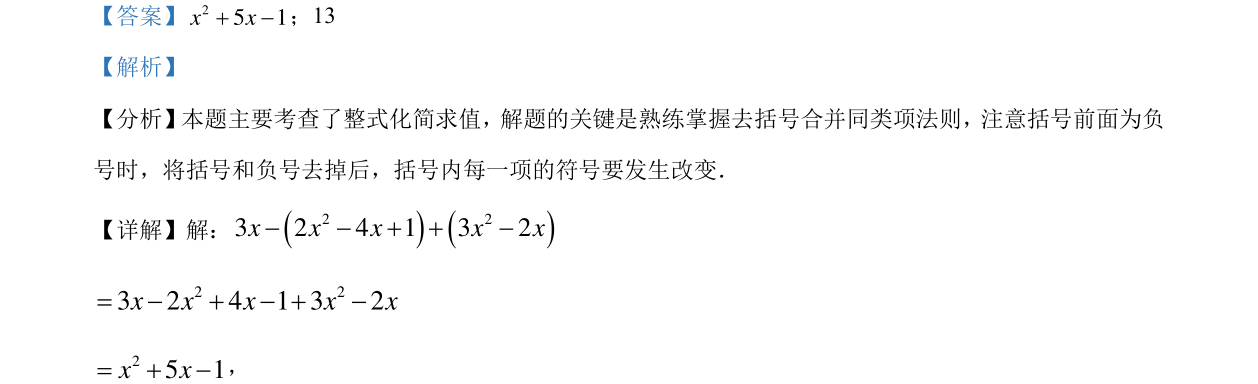 【答案】x² + 5x − 1；13
【解析】
【分析】本题主要考查了整式化简求值，解题的关键是熟练掌握去括号合并同类项法则，注意括号前面为负
号时，将括号和负号去掉后，括号内每一项的符号要发生改变．
【详解】解：3x − (2x² − 4x + 1) + (3x² − 2x)
= 3x − 2x² + 4x − 1 + 3x² − 2x
= x² + 5x − 1，